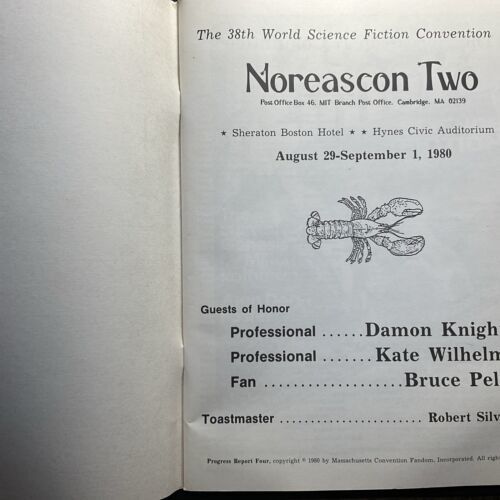 The 38th World Science Fiction Convention
Noreascon Two
Post Office Box 46, MIT Branch Post Office, Cambridge, MA 02139
★ Sheraton Boston Hotel ★ ★ Hynes Civic Auditorium
August 29-September 1, 1980
Guests of Honor
Professional ...... Damon Knigh
Professional ....... Kate Wilhelm
Fan .................... Bruce Pel
Toastmaster ........................ Robert Silv
Progress Report Four, copyright © 1980 by Massachusetts Convention Fandom, Incorporated. All righ